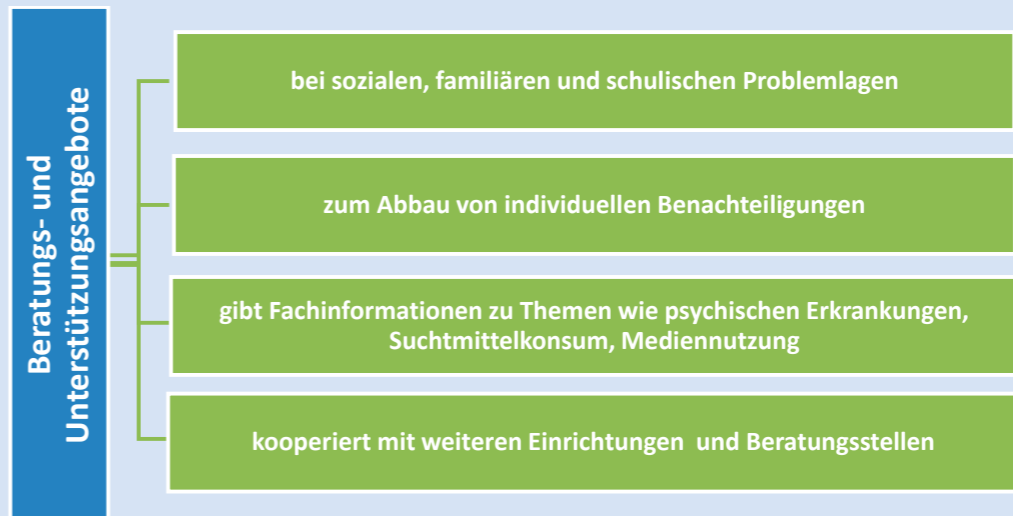 Beratungs- und
Unterstützungsangebote
bei sozialen, familiären und schulischen Problemlagen
zum Abbau von individuellen Benachteiligungen
gibt Fachinformationen zu Themen wie psychischen Erkrankungen,
Suchtmittelkonsum, Mediennutzung
kooperiert mit weiteren Einrichtungen  und Beratungsstellen